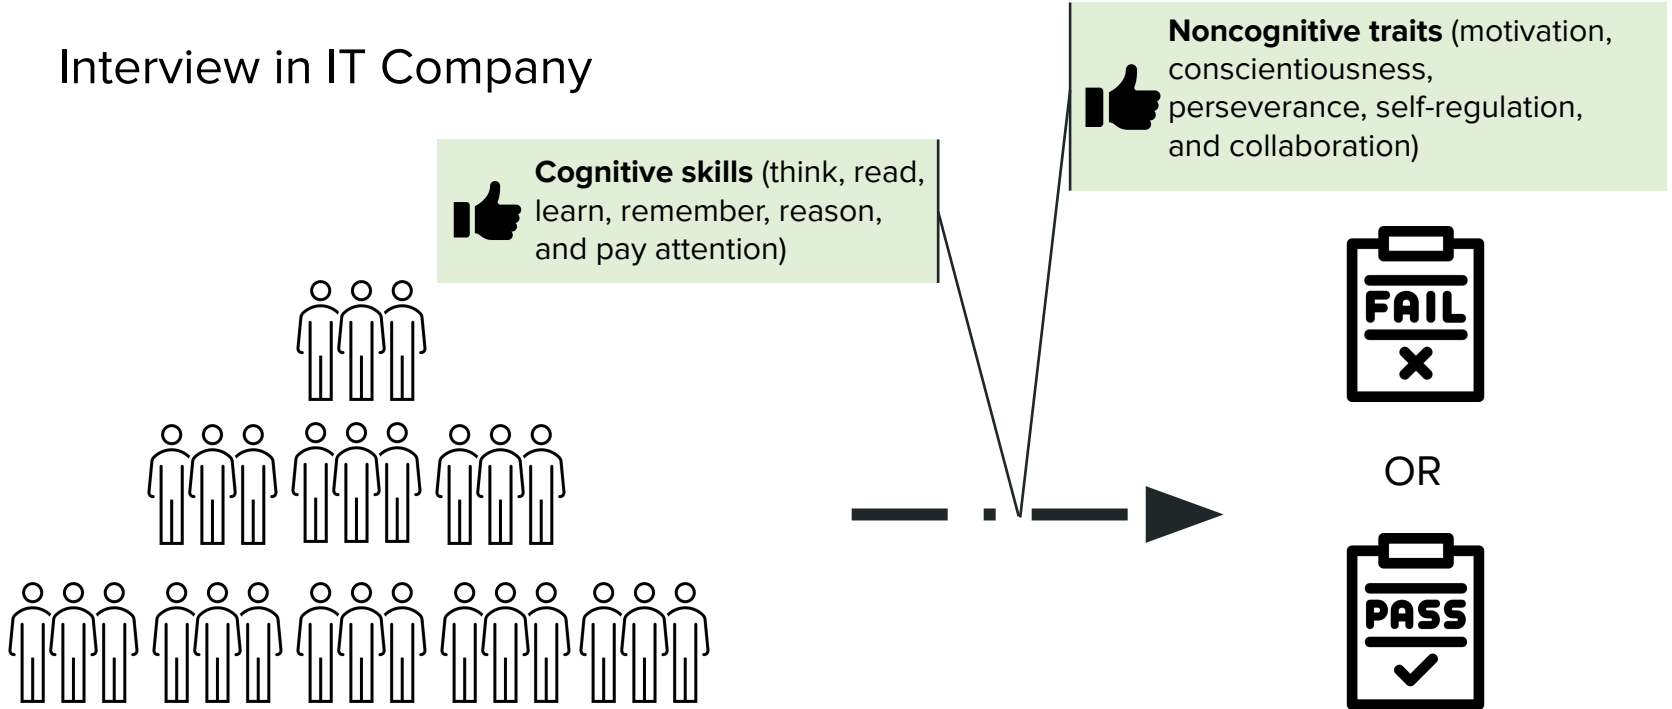 Interview in IT Company
Noncognitive traits (motivation,
conscientiousness,
perseverance, self-regulation,
and collaboration)
Cognitive skills (think, read,
learn, remember, reason,
and pay attention)
FAIL
OR
PASS